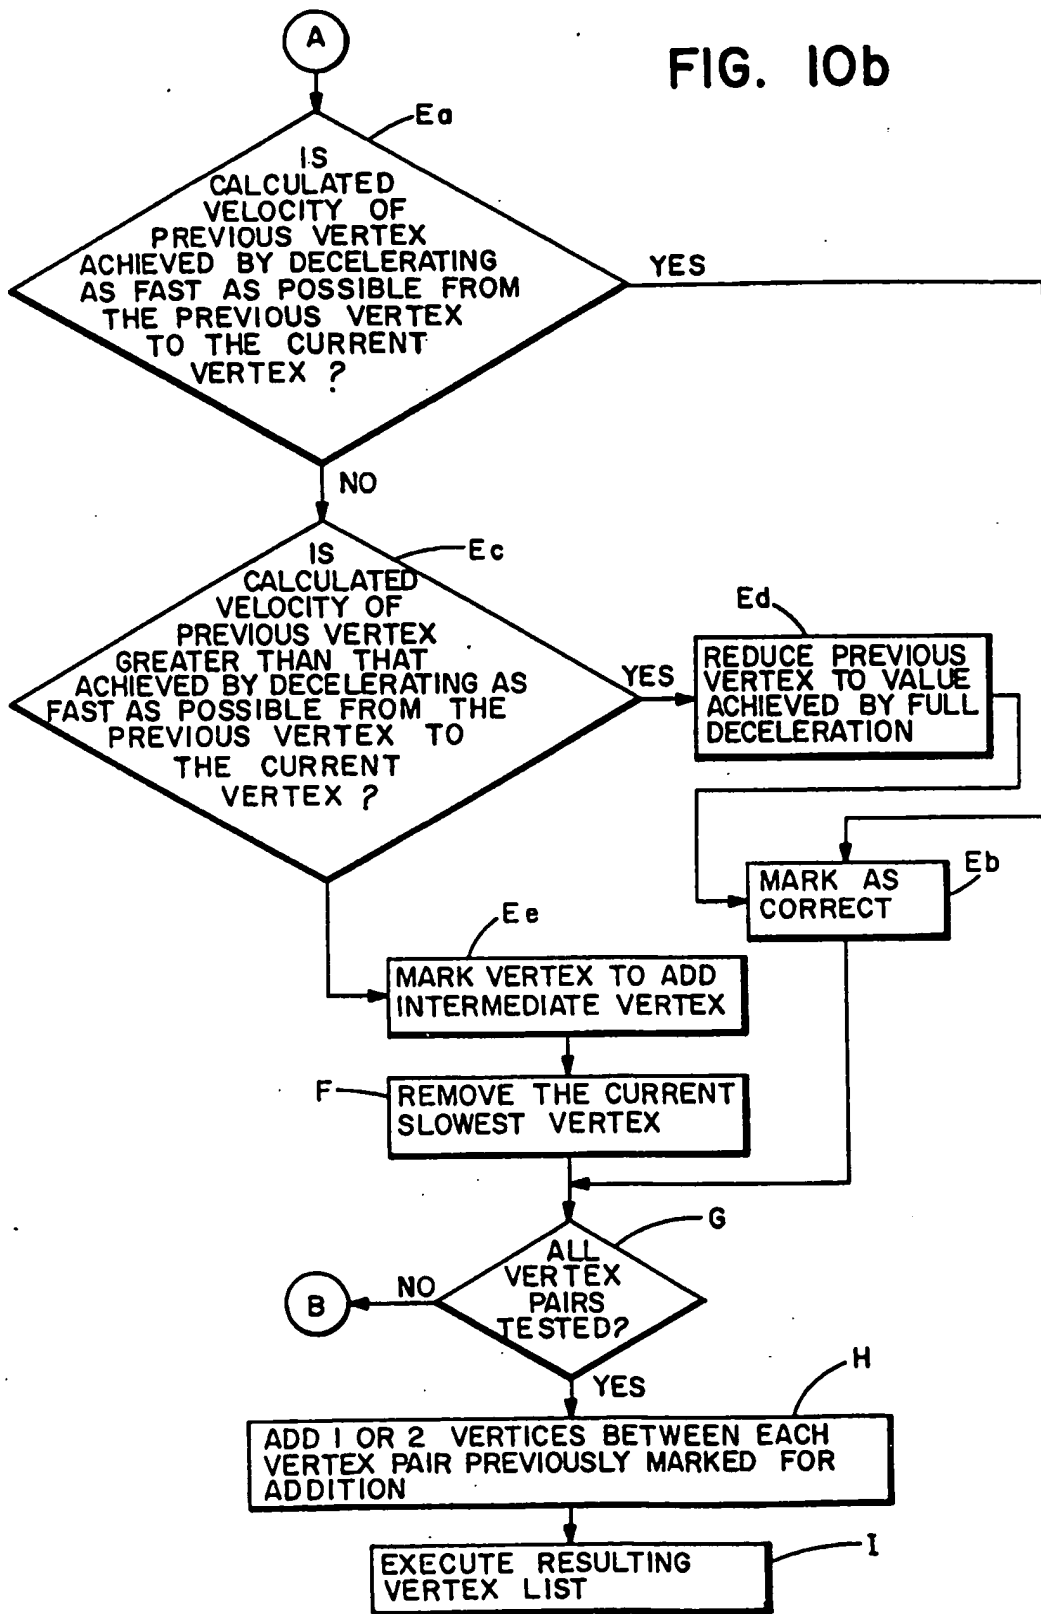 A
FIG. 10b
Ea
IS
CALCULATED
VELOCITY OF
PREVIOUS VERTEX
ACHIEVED BY DECELERATING
AS FAST AS POSSIBLE FROM
THE PREVIOUS VERTEX
TO THE CURRENT
VERTEX ?
YES
NO
Ec
IS
CALCULATED
VELOCITY OF
PREVIOUS VERTEX
GREATER THAN THAT
ACHIEVED BY DECELERATING AS
FAST AS POSSIBLE FROM THE
PREVIOUS VERTEX TO
THE CURRENT
VERTEX ?
YES
Ed
REDUCE PREVIOUS
VERTEX TO VALUE
ACHIEVED BY FULL
DECELERATION
Eb
MARK AS
CORRECT
Ee
MARK VERTEX TO ADD
INTERMEDIATE VERTEX
F
REMOVE THE CURRENT
SLOWEST VERTEX
G
ALL
VERTEX
PAIRS
TESTED?
NO
B
YES
H
ADD 1 OR 2 VERTICES BETWEEN EACH
VERTEX PAIR PREVIOUSLY MARKED FOR
ADDITION
I
EXECUTE RESULTING
VERTEX LIST